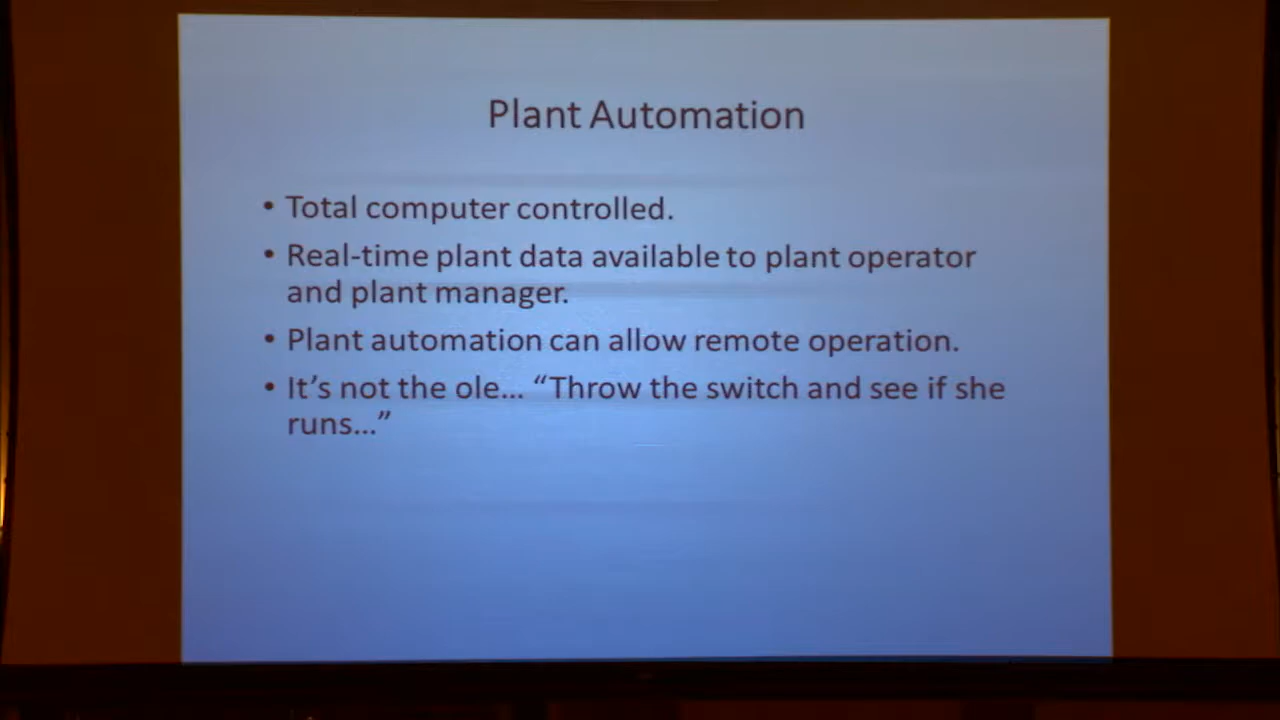 Plant Automation
• Total computer controlled.
• Real-time plant data available to plant operator
and plant manager.
• Plant automation can allow remote operation.
• It’s not the ole... “Throw the switch and see if she
runs...”